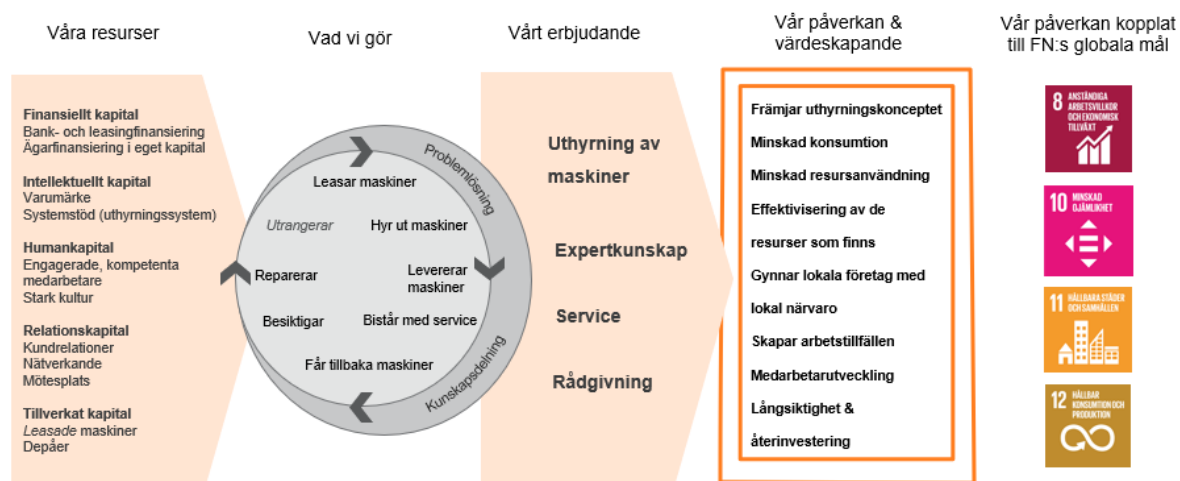 Våra resurser
Finansiellt kapital
Bank- och leasingfinansiering
Ägarfinansiering i eget kapital
Intellektuellt kapital
Varumärke
Systemstöd (uthyrningssystem)
Humankapital
Engagerade, kompetenta
medarbetare
Stark kultur
Relationskapital
Kundrelationer
Nätverkande
Mötesplats
Tillverkat kapital
Leasade maskiner
Depåer
Vad vi gör
Problemlösning
Kunskapsdelning
Leasar maskiner
Hyr ut maskiner
Levererar
maskiner
Bistår med service
Får tillbaka maskiner
Besiktigar
Reparerar
Utrangerar
Vårt erbjudande
Uthyrning av
maskiner
Expertkunskap
Service
Rådgivning
Vår påverkan &
värdeskapande
Främjar uthyrningskonceptet
Minskad konsumtion
Minskad resursanvändning
Effektivisering av de
resurser som finns
Gynnar lokala företag med
lokal närvaro
Skapar arbetstillfällen
Medarbetarutveckling
Långsiktighet &
återinvestering
Vår påverkan kopplat
till FN:s globala mål
8 ANSTÄNDIGA
ARBETSVILLKOR
OCH EKONOMISK
TILLVÄXT
10 MINSKAD
OJÄMLIKHET
11 HÅLLBARA STÄDER
OCH SAMHÄLLEN
12 HÅLLBAR
KONSUMTION OCH
PRODUKTION